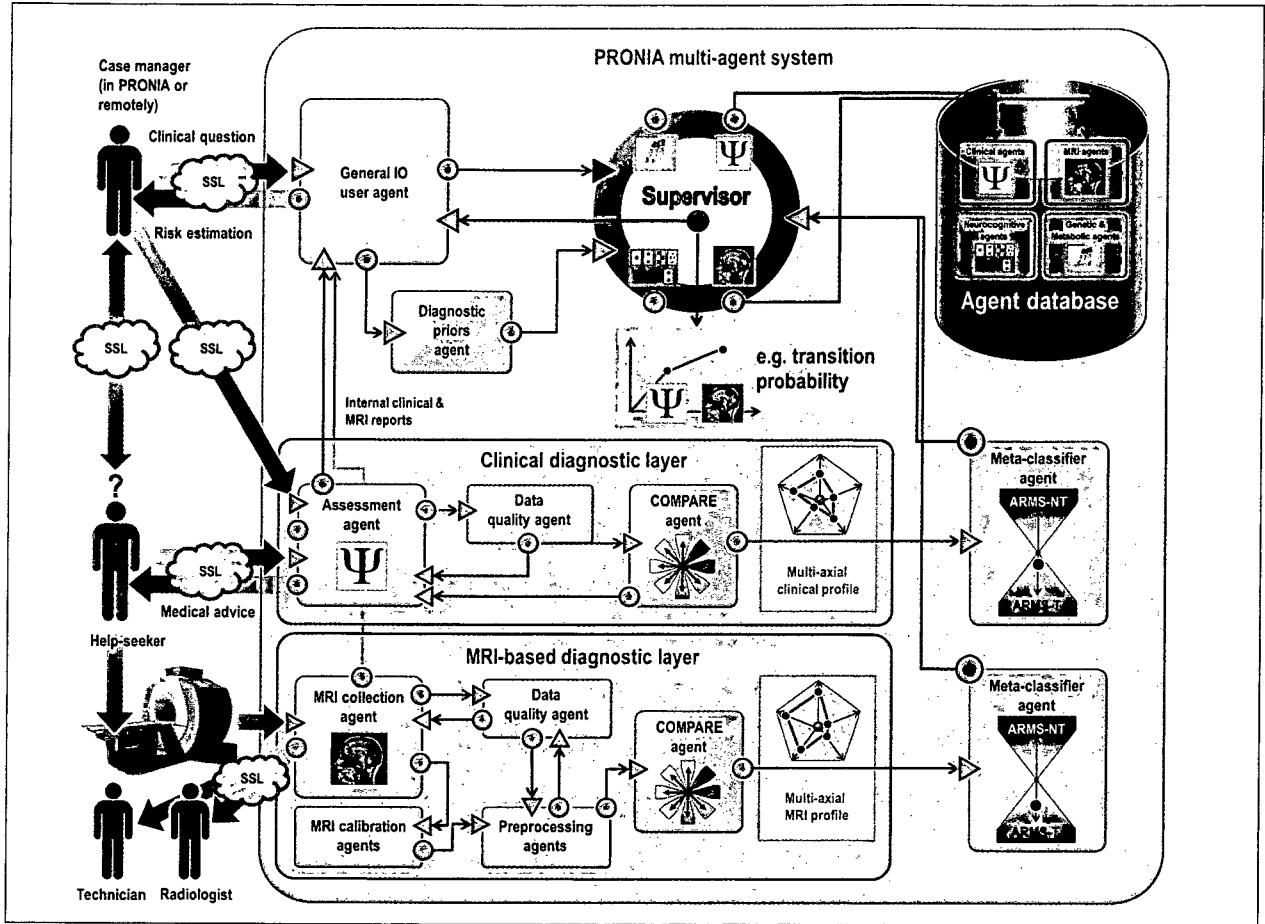 PRONIA multi-agent system
Case manager
(in PRONIA or
remotely)
Clinical question
SSL
Risk estimation
General IO
user agent
Supervisor
Ψ
Clinical agents
Ψ
MRI agents
Neurocognitive
agents
Genetic &
Metabolic agents
Agent database
Diagnostic
priors
agent
SSL
SSL
e.g. transition
probability
Ψ
Internal clinical &
MRI reports
Clinical diagnostic layer
?
Assessment
agent
Ψ
Data
quality agent
COMPARE
agent
Multi-axial
clinical profile
Meta-classifier
agent
ARMS-NT
ARMS-T
SSL
Medical advice
Help-seeker
MRI-based diagnostic layer
MRI collection
agent
Data
quality agent
COMPARE
agent
Multi-axial
MRI profile
Meta-classifier
agent
ARMS-NT
ARMS-T
SSL
MRI calibration
agents
Preprocessing
agents
Technician
Radiologist